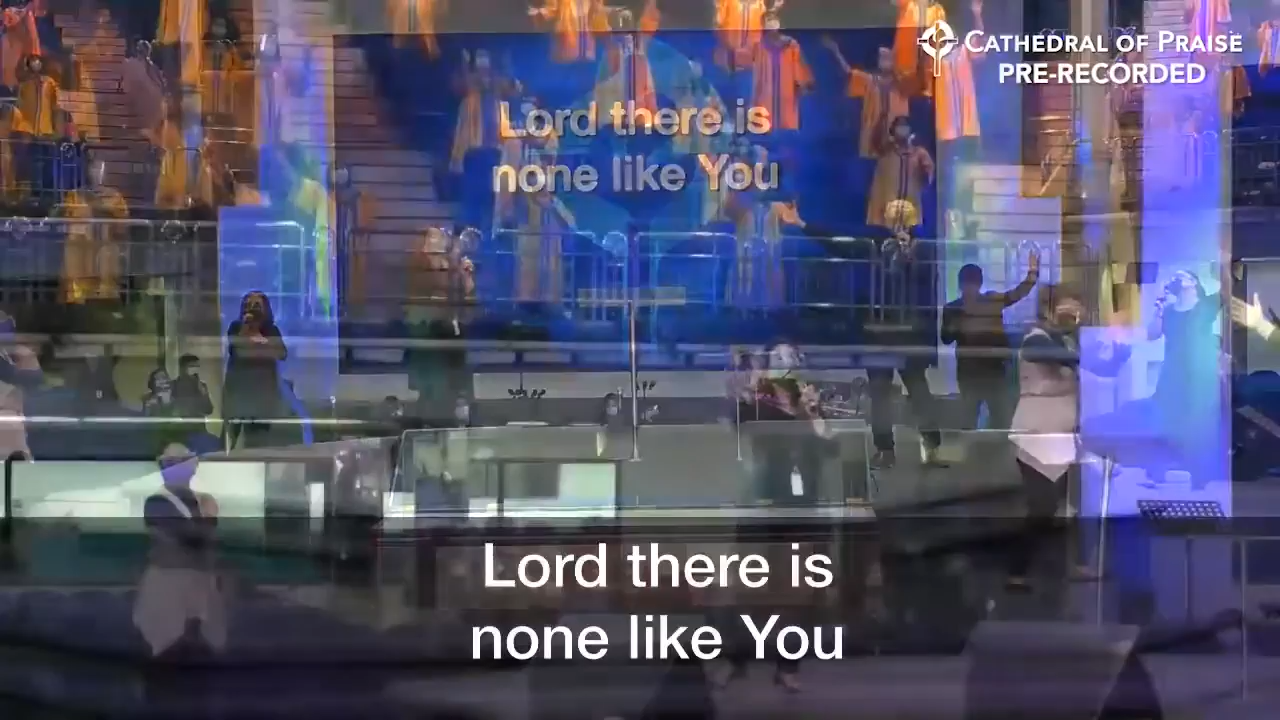 CATHEDRAL OF PRAISE
PRE-RECORDED
Lord there is
none like You
Lord there is
none like You